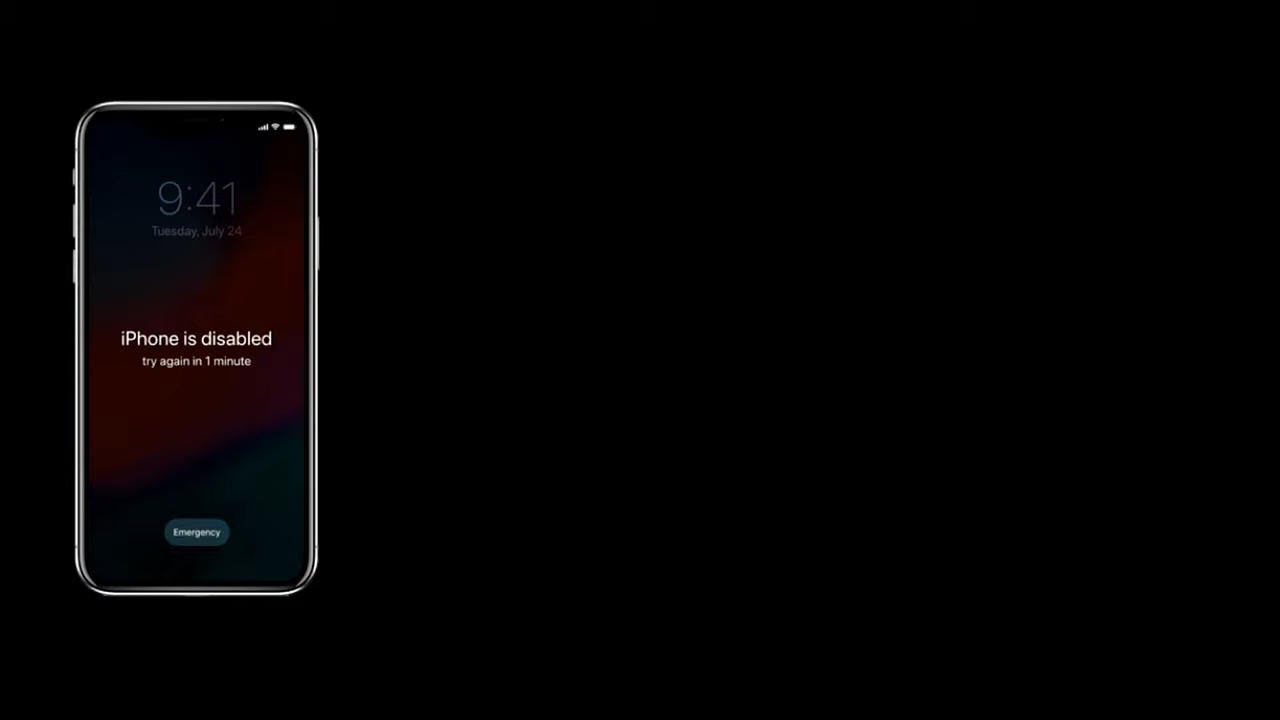 9:41
Tuesday, July 24
iPhone is disabled
try again in 1 minute
Emergency